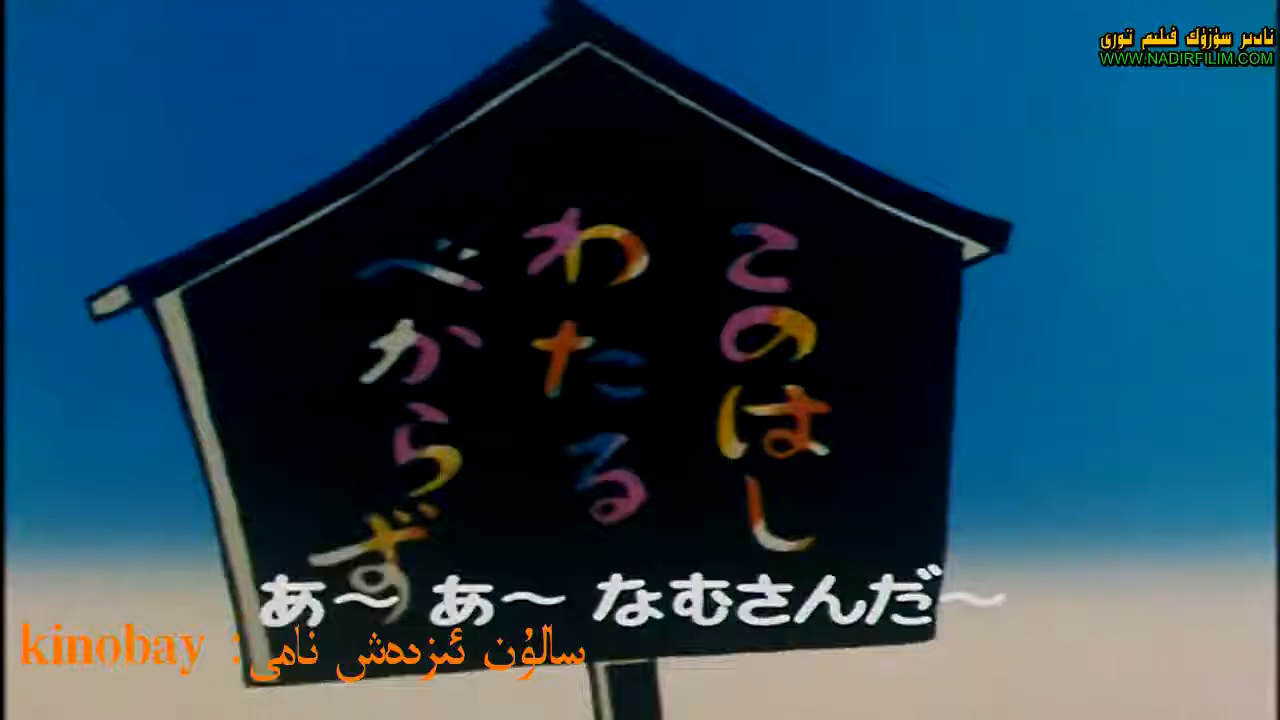 نادىر سۈزۈك فىلىم تورى
WWW.NADIRFILIM.COM
このはし
わたる
べからず
あ〜 あ〜 なむさんだ〜
kinobay : سالۇن ئىزدەش نامى